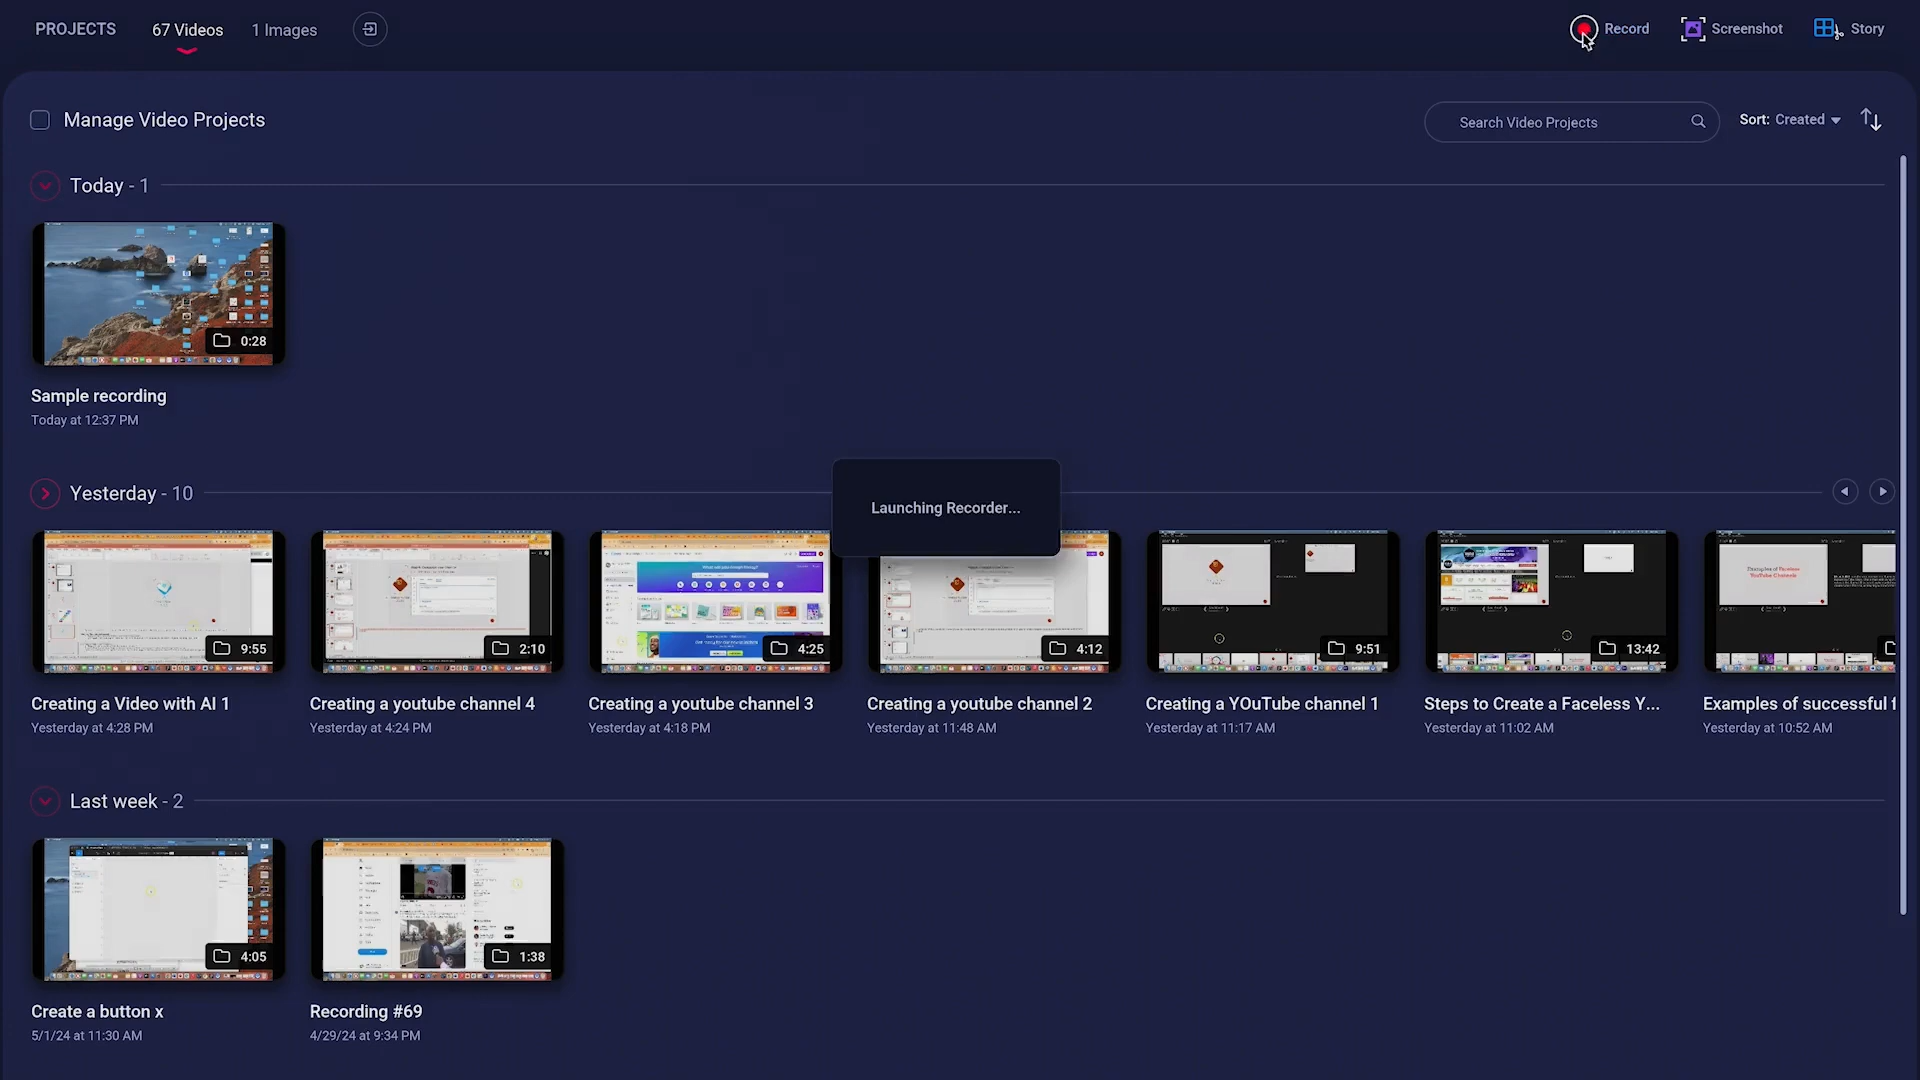 PROJECTS
67 Videos
1 Images
Record
Screenshot
Story
Manage Video Projects
Search Video Projects
Sort: Created
Today - 1
0:28
Sample recording
Today at 12:37 PM
Yesterday - 10
Launching Recorder...
9:55
2:10
4:25
4:12
9:51
13:42
Examples of Faceless
YouTube Channels
Creating a Video with AI 1
Yesterday at 4:28 PM
Creating a youtube channel 4
Yesterday at 4:24 PM
Creating a youtube channel 3
Yesterday at 4:18 PM
Creating a youtube channel 2
Yesterday at 11:48 AM
Creating a YOuTube channel 1
Yesterday at 11:17 AM
Steps to Create a Faceless Y...
Yesterday at 11:02 AM
Examples of successful f
Yesterday at 10:52 AM
Last week - 2
4:05
1:38
Create a button x
5/1/24 at 11:30 AM
Recording #69
4/29/24 at 9:34 PM